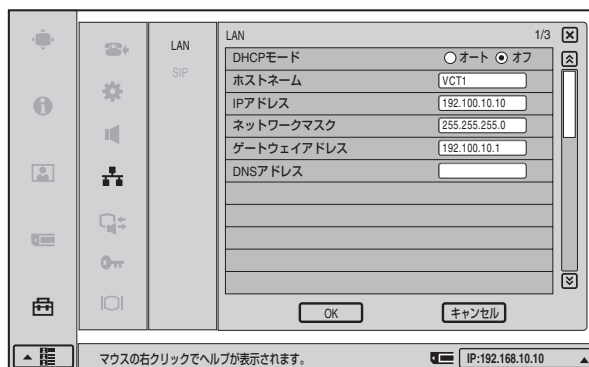 LAN
SIP
LAN 1/3
DHCPモード オート オフ
ホストネーム VCT1
IPアドレス 192.100.10.10
ネットワークマスク 255.255.255.0
ゲートウェイアドレス 192.100.10.1
DNSアドレス
OK キャンセル
マウスの右クリックでヘルプが表示されます。 IP:192.168.10.10